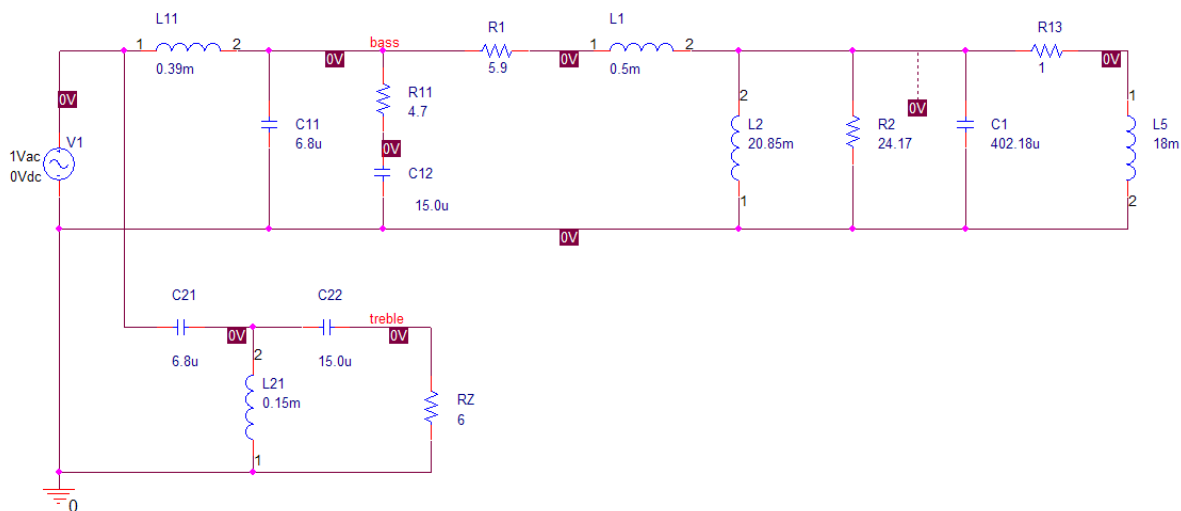 L11
1 2
0.39m
0V
bass
R1
5.9
0V
L1
1 2
0.5m
R13
1
0V
0V
V1
1Vac
0Vdc
C11
6.8u
R11
4.7
0V
C12
15.0u
2
L2
20.85m
1
R2
24.17
0V
C1
402.18u
1
L5
18m
2
0V
C21
6.8u
0V
C22
15.0u
treble
0V
2
L21
0.15m
1
RZ
6
0